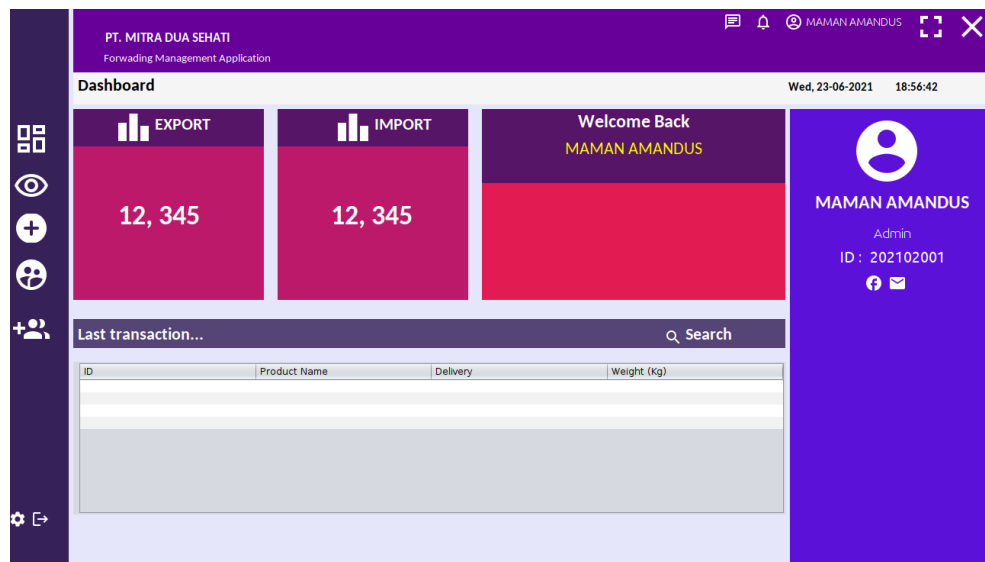 MAMAN AMANDUS
PT. MITRA DUA SEHATI
Forwading Management Application
Dashboard
Wed, 23-06-2021 18:56:42
EXPORT
12, 345
IMPORT
12, 345
Welcome Back
MAMAN AMANDUS
MAMAN AMANDUS
Admin
ID : 202102001
Last transaction...
Search
ID Product Name Delivery Weight (Kg)